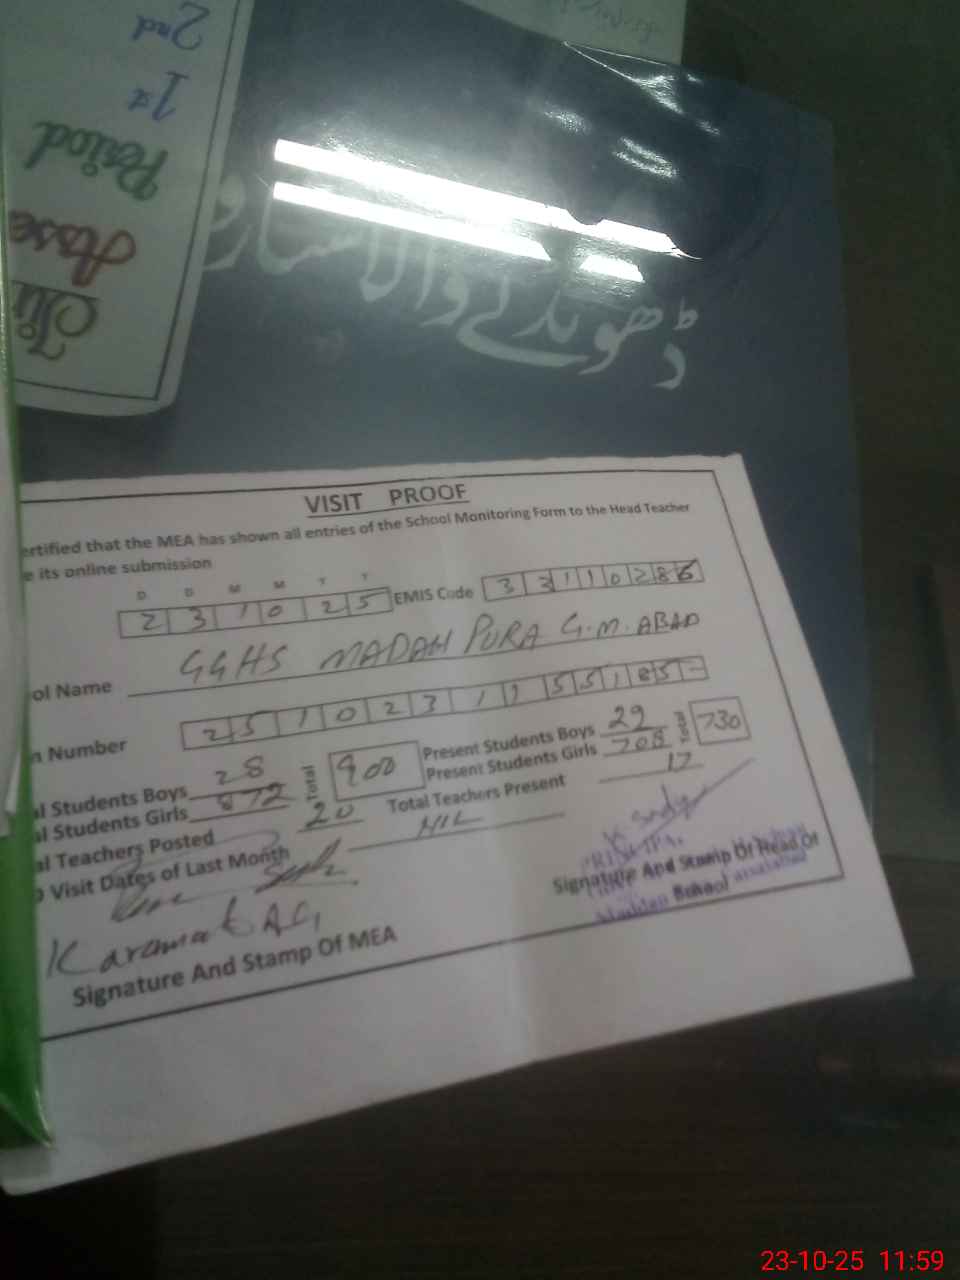 2nd
1st
Period
ڈھونڈنے والا ستارو
VISIT PROOF
ertified that the MEA has shown all entries of the School Monitoring Form to the Head Teacher
e its online submission
D D M M Y Y
2 3 1 0 2 5 EMIS Code 3 3 1 1 0 2 8 6
ol Name GGHS MADAH PURA G.M. ABAD
n Number 2 5 1 0 2 3 1 1 5 5 1 8 5 -
al Students Boys 28 Total 900 Present Students Boys 29 Total 730
al Students Girls 872 Present Students Girls 708
al Teachers Posted 20 Total Teachers Present 17
Visit Dates of Last Month NIL
Karamat Ali
Signature And Stamp Of MEA
Signature And Stamp Of Head Of
School
23-10-25 11:59